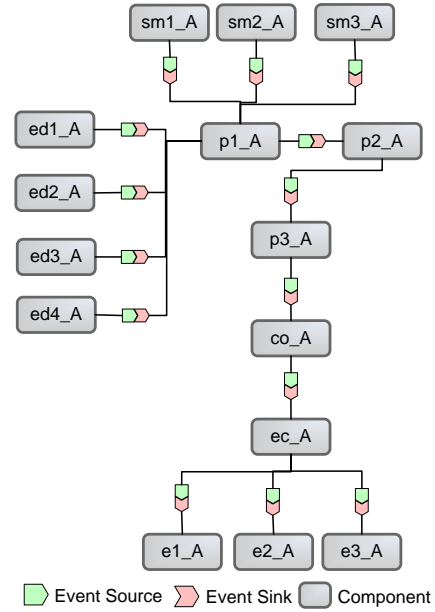 sm1_A sm2_A sm3_A
ed1_A p1_A p2_A
ed2_A
p3_A
ed3_A
ed4_A
co_A
ec_A
e1_A e2_A e3_A
Event Source Event Sink Component